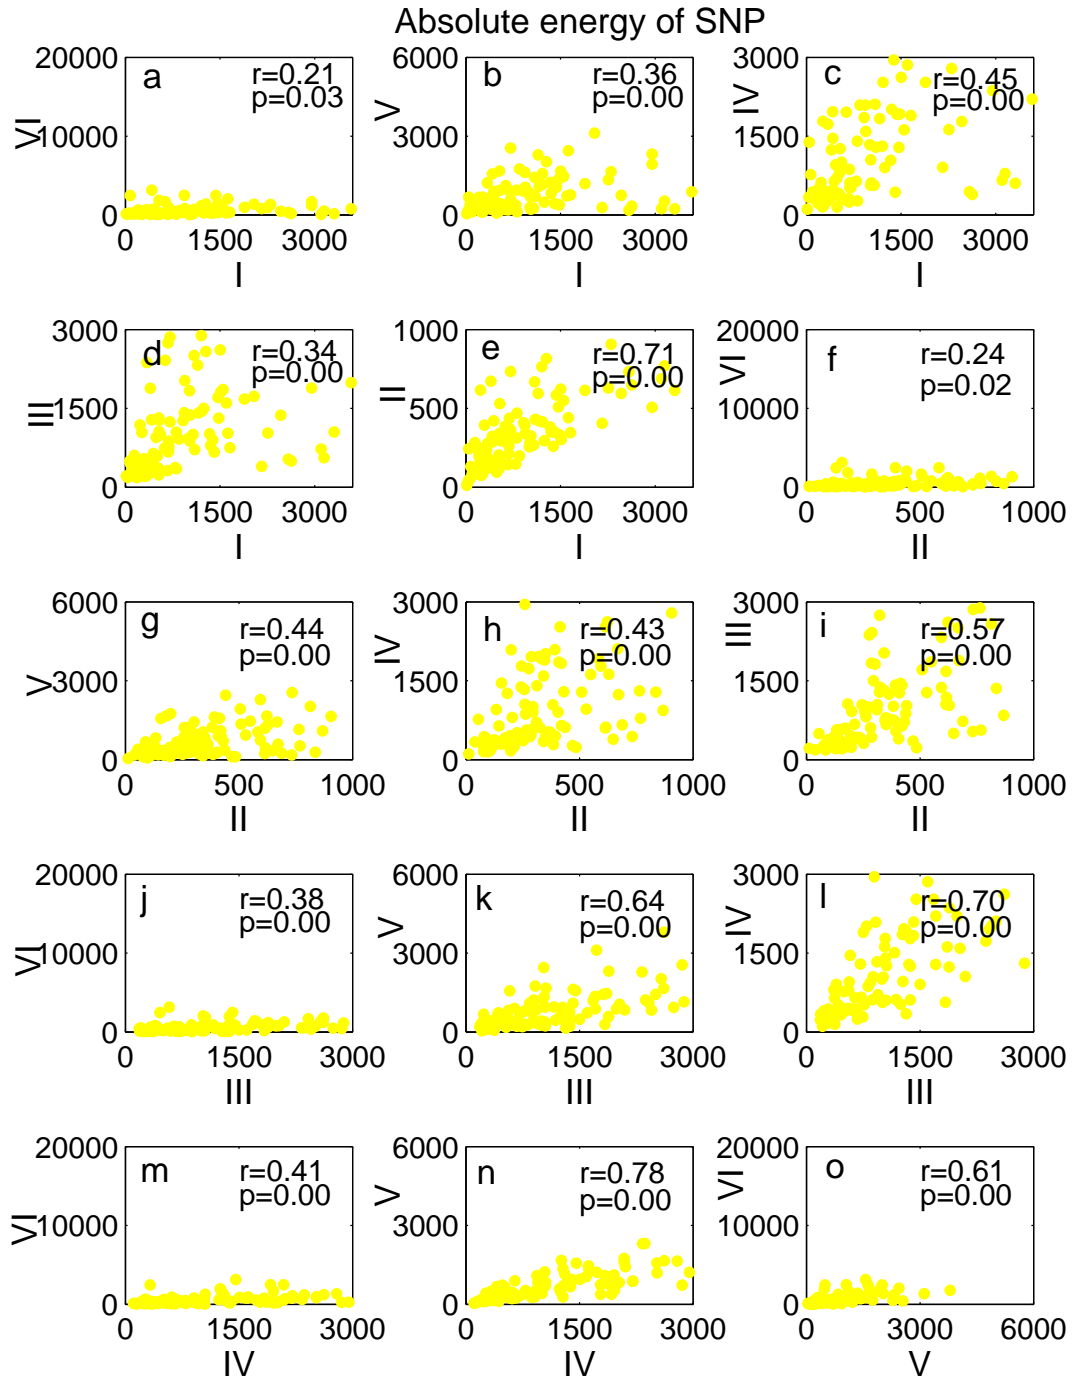 Absolute energy of SNP
20000
10000
0
VI
a
r=0.21
p=0.03
0 1500 3000
I
6000
3000
0
V
b
r=0.36
p=0.00
0 1500 3000
I
3000
1500
0
IV
c
r=0.45
p=0.00
0 1500 3000
I
3000
1500
0
III
d
r=0.34
p=0.00
0 1500 3000
I
1000
500
0
II
e
r=0.71
p=0.00
0 1500 3000
I
20000
10000
0
VI
f
r=0.24
p=0.02
0 500 1000
II
6000
3000
0
V
g
r=0.44
p=0.00
0 500 1000
II
3000
1500
0
IV
h
r=0.43
p=0.00
0 500 1000
II
3000
1500
0
III
i
r=0.57
p=0.00
0 500 1000
II
20000
10000
0
VI
j
r=0.38
p=0.00
0 1500 3000
III
6000
3000
0
V
k
r=0.64
p=0.00
0 1500 3000
III
3000
1500
0
IV
l
r=0.70
p=0.00
0 1500 3000
III
20000
10000
0
VI
m
r=0.41
p=0.00
0 1500 3000
IV
6000
3000
0
V
n
r=0.78
p=0.00
0 1500 3000
IV
20000
10000
0
VI
o
r=0.61
p=0.00
0 2000 4000 6000
V